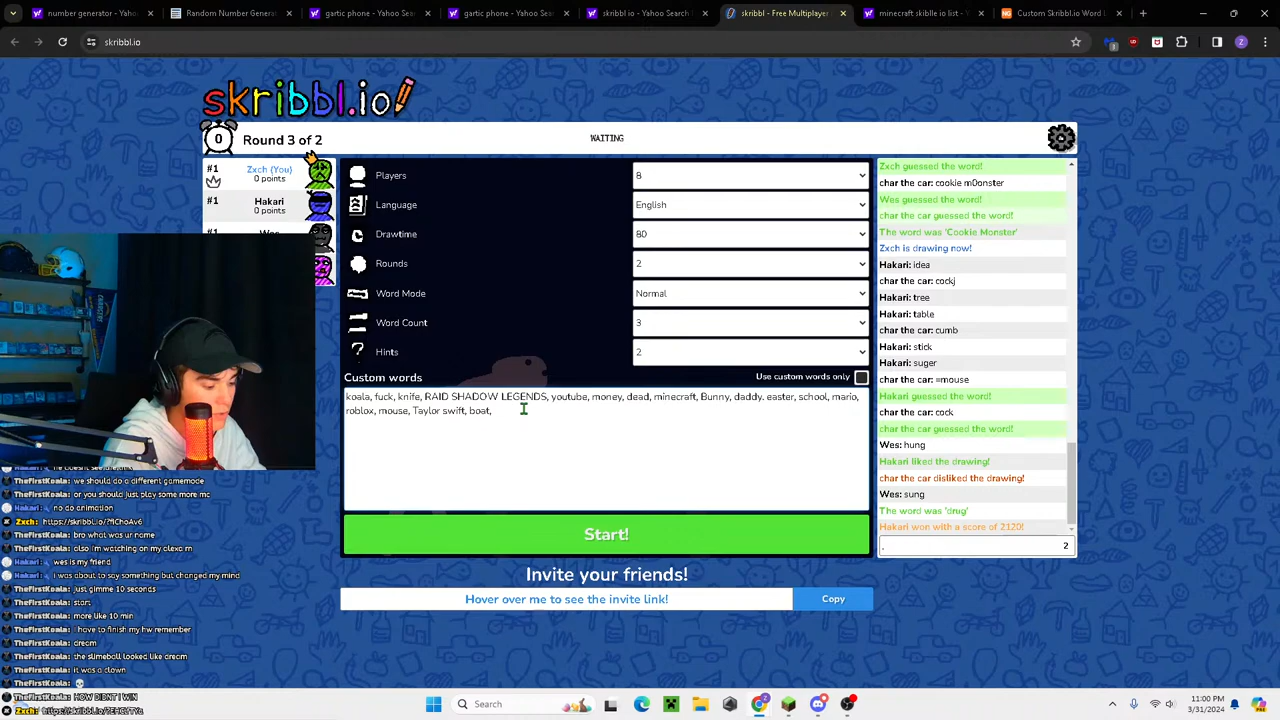 number generator - Yahoo
Random Number Generator
gartic phone - Yahoo
gartic phone - Yahoo
skribbl io - Yahoo Search
skribbl - Free Multiplayer
minecraft skible io list - Y
Custom Skribbl.io Word L
skribbl.io
skribbl.io
0
Round 3 of 2
WAITING
#1
Zxch (You)
0 points
#1
Hakari
0 points
#1
Wes
Players
8
Language
English
Drawtime
80
Rounds
2
Word Mode
Normal
Word Count
3
Hints
2
Custom words
Use custom words only
koala, fuck, knife, RAID SHADOW LEGENDS, youtube, money, dead, minecraft, Bunny, daddy. easter, school, mario,
roblox, mouse, Taylor swift, boat,
Start!
Invite your friends!
Hover over me to see the invite link!
Copy
Zxch guessed the word!
char the car: cookie m0onster
Wes guessed the word!
char the car guessed the word!
The word was 'Cookie Monster'
Zxch is drawing now!
Hakari: idea
char the car: cockj
Hakari: tree
Hakari: table
char the car: cumb
Hakari: stick
Hakari: suger
char the car: =mouse
Hakari guessed the word!
char the car: cock
char the car guessed the word!
Wes: hung
Hakari liked the drawing!
char the car disliked the drawing!
Wes: sung
The word was 'drug'
Hakari won with a score of 2120!
.
2
TheFirstKoala: we should do a different gamemode
TheFirstKoala: or you should just play some more mc
Hakari: no do animation
Zxch: https://skribbl.io/?fIChoAv6
TheFirstKoala: bro what was ur name
TheFirstKoala: also i'm watching on my alexa rn
Hakari: wes is my friend
Hakari: i was about to say something but changed my mind
TheFirstKoala: just gimme 10 seconds
TheFirstKoala: start
TheFirstKoala: more like 10 min
TheFirstKoala: I have to finish my hw remember
TheFirstKoala: dream
TheFirstKoala: the slimeball looked like dream
TheFirstKoala: it was a clown
TheFirstKoala: 💀
TheFirstKoala: HOW DIDNT I WIN
Zxch:
Search
11:00 PM
3/31/2024